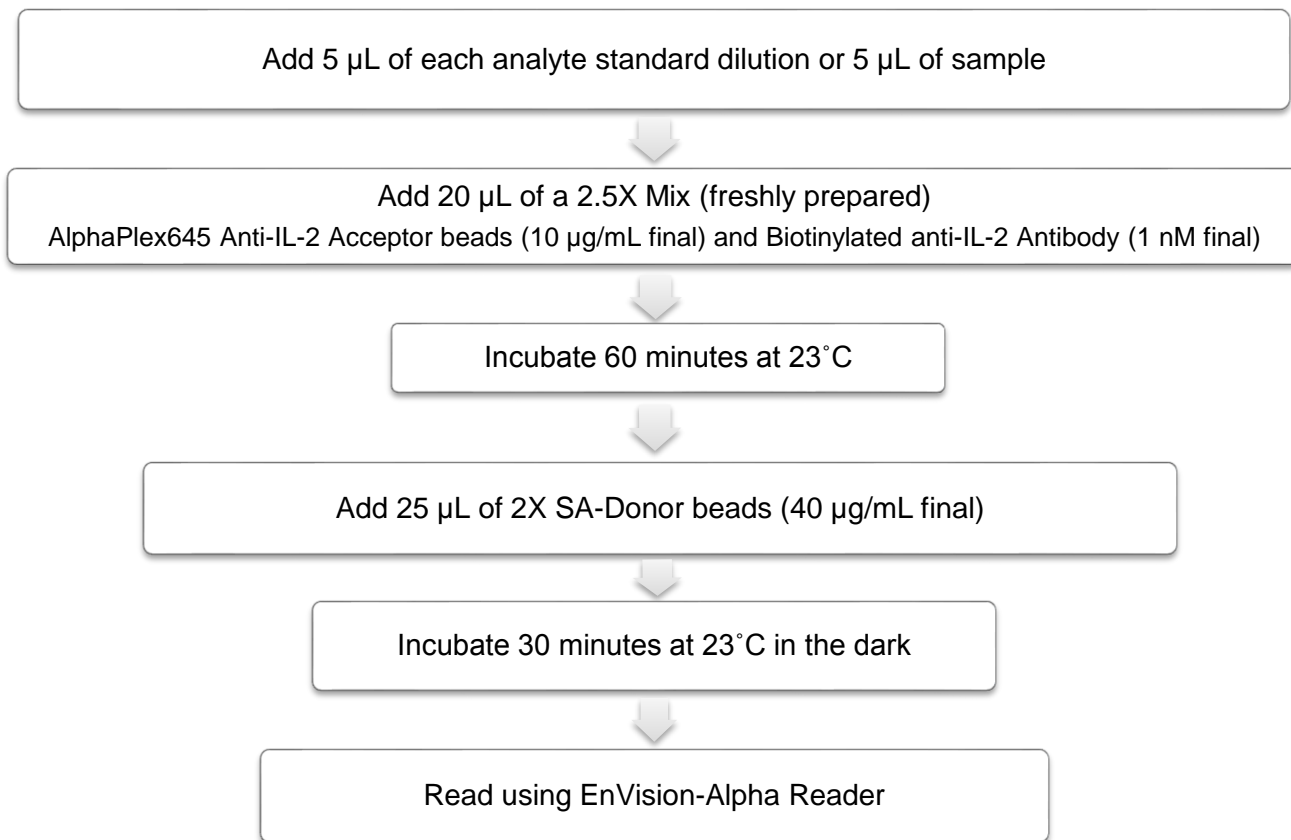 Add 5 µL of each analyte standard dilution or 5 µL of sample
Add 20 µL of a 2.5X Mix (freshly prepared)
AlphaPlex645 Anti-IL-2 Acceptor beads (10 µg/mL final) and Biotinylated anti-IL-2 Antibody (1 nM final)
Incubate 60 minutes at 23˚C
Add 25 µL of 2X SA-Donor beads (40 µg/mL final)
Incubate 30 minutes at 23˚C in the dark
Read using EnVision-Alpha Reader